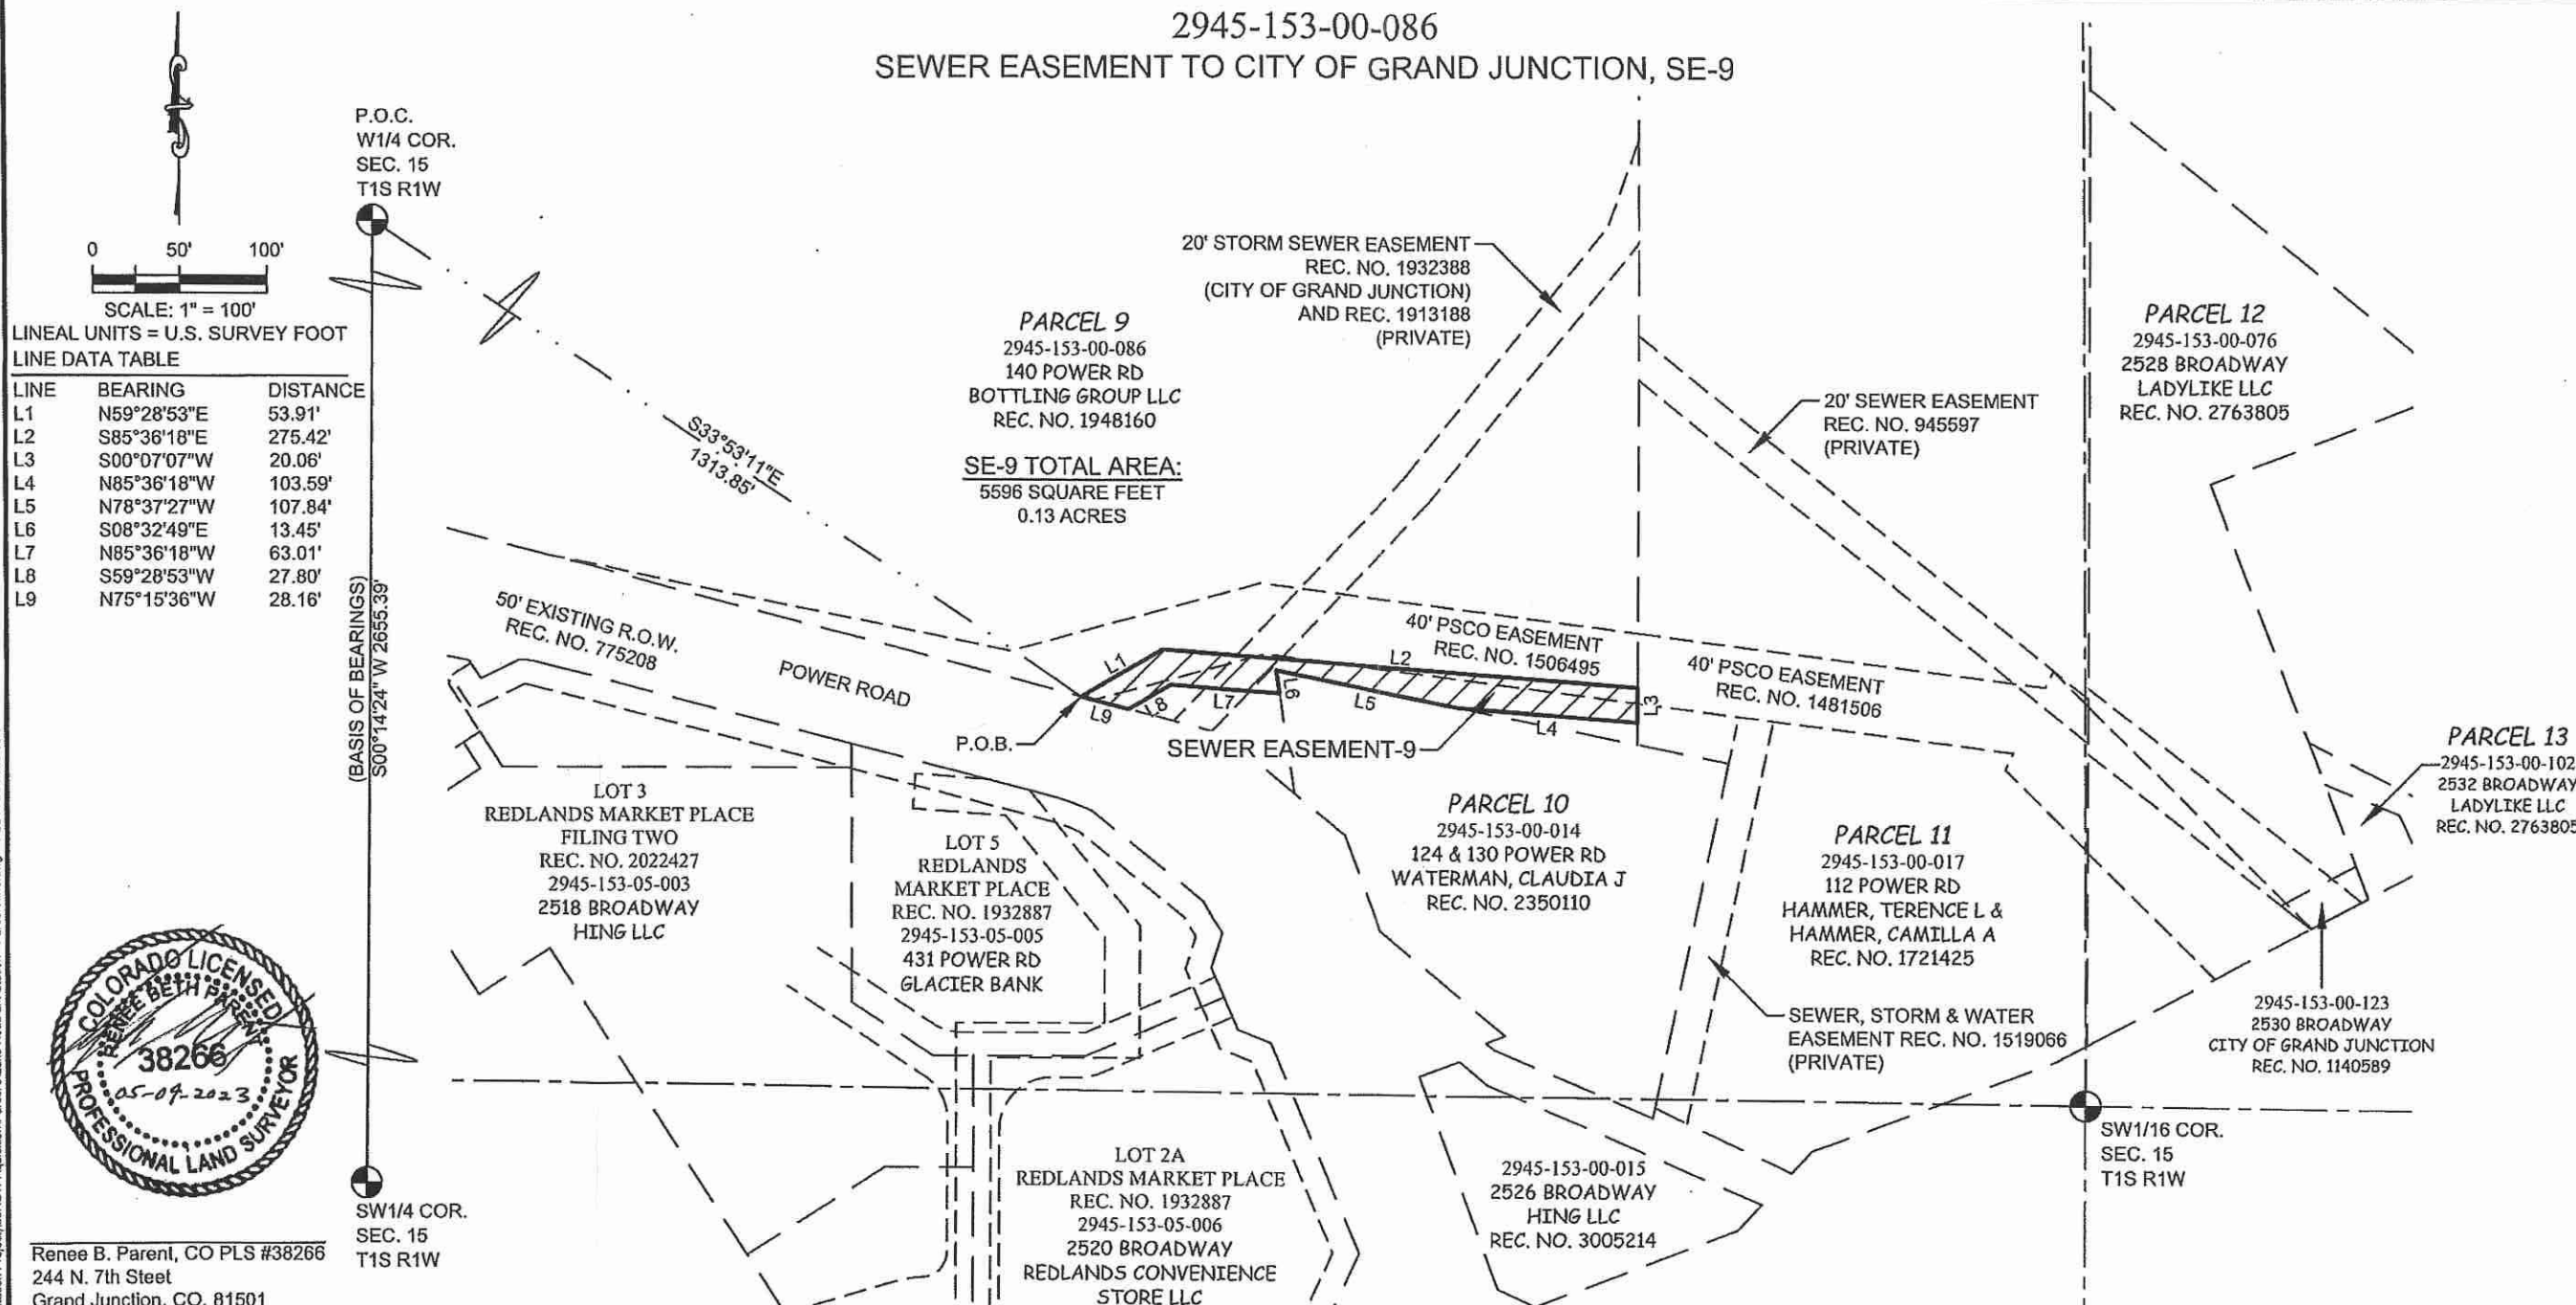 2945-153-00-086
SEWER EASEMENT TO CITY OF GRAND JUNCTION, SE-9
P.O.C.
W1/4 COR.
SEC. 15
T1S R1W
0 50' 100'
SCALE: 1" = 100'
LINEAL UNITS = U.S. SURVEY FOOT
LINE DATA TABLE
LINE BEARING DISTANCE
L1 N59°28'53"E 53.91'
L2 S85°36'18"E 275.42'
L3 S00°07'07"W 20.06'
L4 N85°36'18"W 103.59'
L5 N78°37'27"W 107.84'
L6 S08°32'49"E 13.45'
L7 N85°36'18"W 63.01'
L8 S59°28'53"W 27.80'
L9 N75°15'36"W 28.16'
(BASIS OF BEARINGS)
S00°14'24" W 2655.39'
S33°53'11"E
1313.85'
PARCEL 9
2945-153-00-086
140 POWER RD
BOTTLING GROUP LLC
REC. NO. 1948160
SE-9 TOTAL AREA:
5596 SQUARE FEET
0.13 ACRES
20' STORM SEWER EASEMENT
REC. NO. 1932388
(CITY OF GRAND JUNCTION)
AND REC. 1913188
(PRIVATE)
20' SEWER EASEMENT
REC. NO. 945597
(PRIVATE)
PARCEL 12
2945-153-00-076
2528 BROADWAY
LADYLIKE LLC
REC. NO. 2763805
50' EXISTING R.O.W.
REC. NO. 775208
POWER ROAD
40' PSCO EASEMENT
REC. NO. 1506495
40' PSCO EASEMENT
REC. NO. 1481506
L1
L2
L3
L4
L5
L6
L7
L8
L9
P.O.B.
SEWER EASEMENT-9
PARCEL 13
2945-153-00-102
2532 BROADWAY
LADYLIKE LLC
REC. NO. 2763805
LOT 3
REDLANDS MARKET PLACE
FILING TWO
REC. NO. 2022427
2945-153-05-003
2518 BROADWAY
HING LLC
LOT 5
REDLANDS
MARKET PLACE
REC. NO. 1932887
2945-153-05-005
431 POWER RD
GLACIER BANK
PARCEL 10
2945-153-00-014
124 & 130 POWER RD
WATERMAN, CLAUDIA J
REC. NO. 2350110
PARCEL 11
2945-153-00-017
112 POWER RD
HAMMER, TERENCE L &
HAMMER, CAMILLA A
REC. NO. 1721425
SEWER, STORM & WATER
EASEMENT REC. NO. 1519066
(PRIVATE)
2945-153-00-123
2530 BROADWAY
CITY OF GRAND JUNCTION
REC. NO. 1140589
COLORADO LICENSED
RENEE BETH PARENT
38266
05-09-2023
PROFESSIONAL LAND SURVEYOR
SW1/4 COR.
SEC. 15
T1S R1W
SW1/16 COR.
SEC. 15
T1S R1W
LOT 2A
REDLANDS MARKET PLACE
REC. NO. 1932887
2945-153-05-006
2520 BROADWAY
REDLANDS CONVENIENCE
STORE LLC
2945-153-00-015
2526 BROADWAY
HING LLC
REC. NO. 3005214
Renee B. Parent, CO PLS #38266
244 N. 7th Steet
Grand Junction, CO. 81501